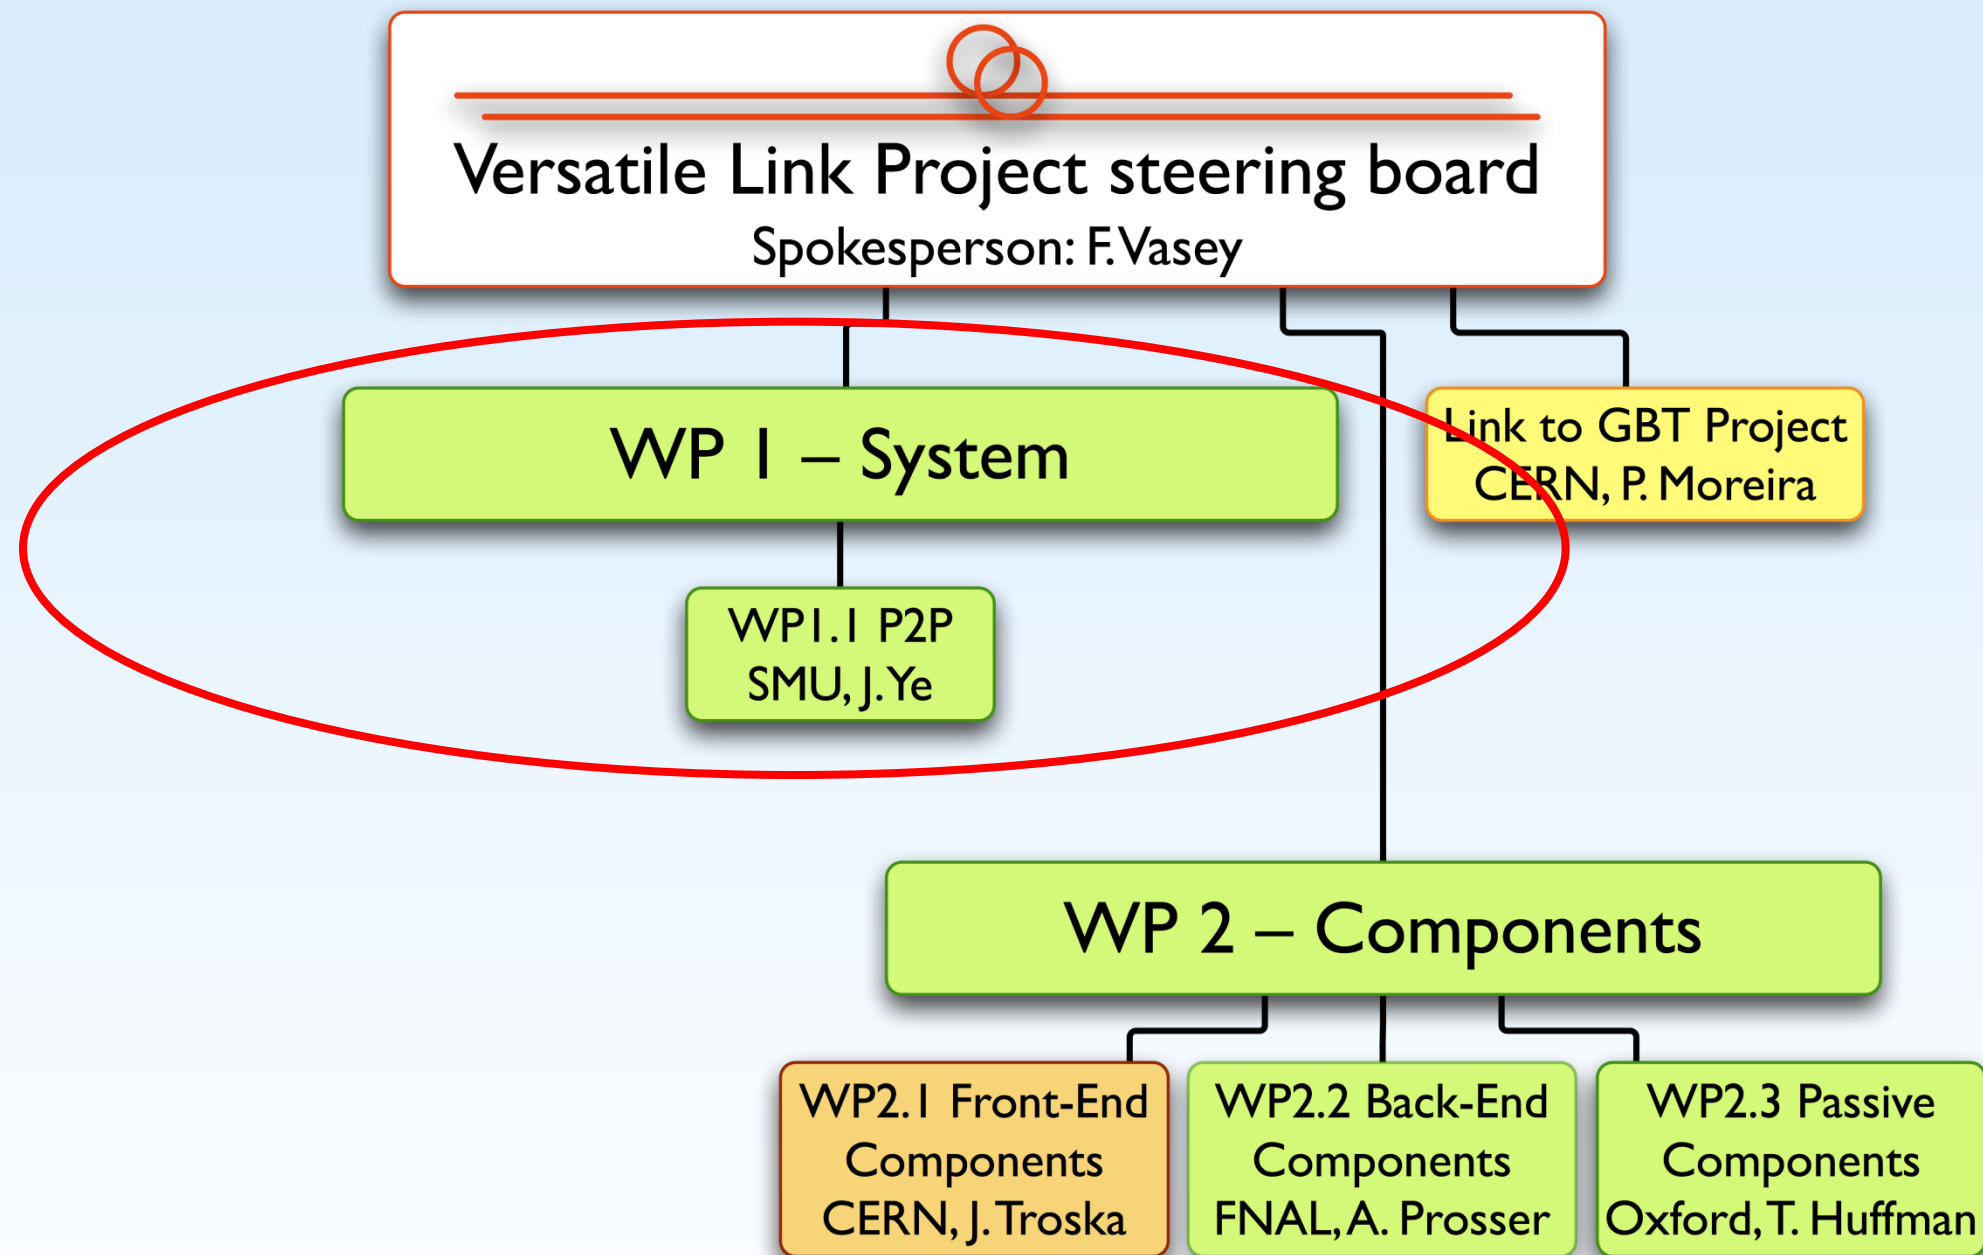 Versatile Link Project steering board
Spokesperson: F. Vasey
WP 1 – System
Link to GBT Project
CERN, P. Moreira
WP1.1 P2P
SMU, J. Ye
WP 2 – Components
WP2.1 Front-End
Components
CERN, J. Troska
WP2.2 Back-End
Components
FNAL, A. Prosser
WP2.3 Passive
Components
Oxford, T. Huffman